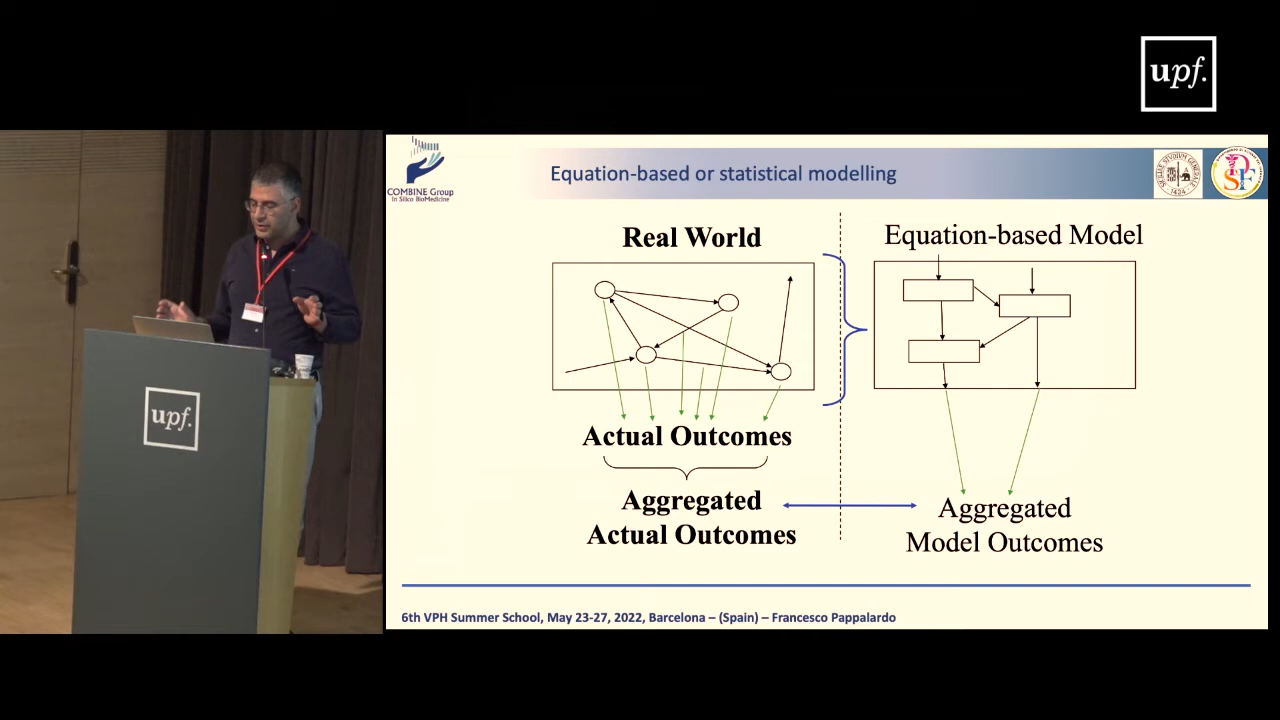 upf.
COMBINE Group
In Silico BioMedicine
Equation-based or statistical modelling
Real World
Equation-based Model
Actual Outcomes
Aggregated
Actual Outcomes
Aggregated
Model Outcomes
6th VPH Summer School, May 23-27, 2022, Barcelona – (Spain) – Francesco Pappalardo
upf.